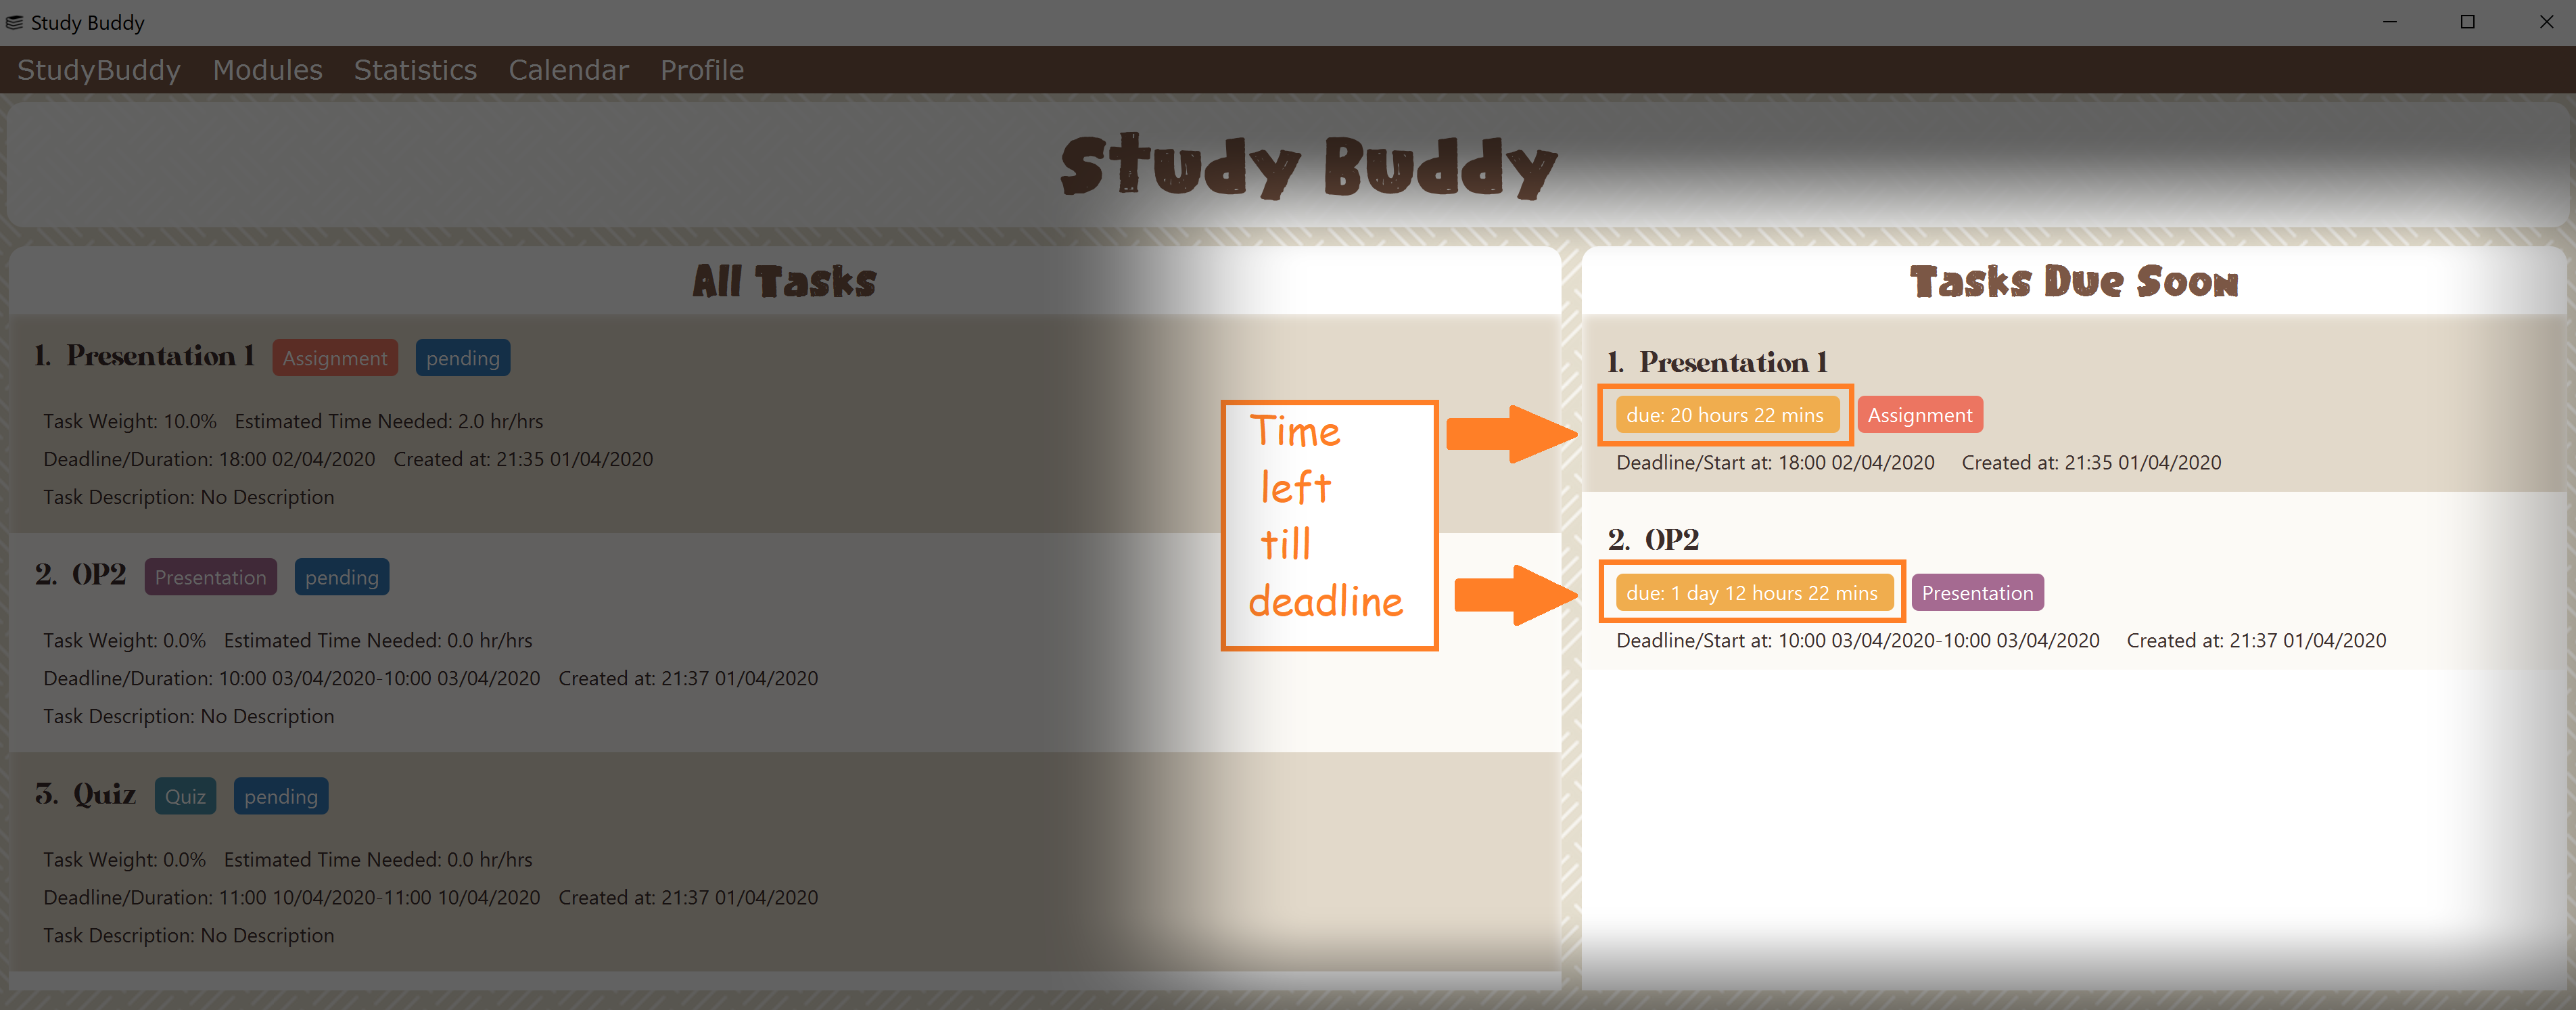 Study Buddy
StudyBuddy Modules Statistics Calendar Profile
Study Buddy
All Tasks
1. Presentation 1 Assignment pending
Task Weight: 10.0% Estimated Time Needed: 2.0 hr/hrs
Deadline/Duration: 18:00 02/04/2020 Created at: 21:35 01/04/2020
Task Description: No Description
2. OP2 Presentation pending
Task Weight: 0.0% Estimated Time Needed: 0.0 hr/hrs
Deadline/Duration: 10:00 03/04/2020-10:00 03/04/2020 Created at: 21:37 01/04/2020
Task Description: No Description
3. Quiz Quiz pending
Task Weight: 0.0% Estimated Time Needed: 0.0 hr/hrs
Deadline/Duration: 11:00 10/04/2020-11:00 10/04/2020 Created at: 21:37 01/04/2020
Task Description: No Description
Time
left
till
deadline
Tasks Due Soon
1. Presentation 1
due: 20 hours 22 mins Assignment
Deadline/Start at: 18:00 02/04/2020 Created at: 21:35 01/04/2020
2. OP2
due: 1 day 12 hours 22 mins Presentation
Deadline/Start at: 10:00 03/04/2020-10:00 03/04/2020 Created at: 21:37 01/04/2020